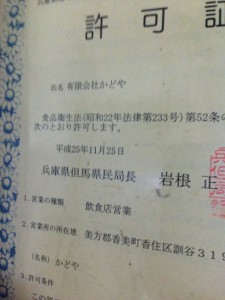 許可証
氏名 有限会社かどや
食品衛生法(昭和22年法律第233号)第52条の
次のとおり許可します。
平成25年11月25日
兵庫県但馬県民局長 岩根 正
1.営業の種類 飲食店営業
2.営業所の所在地 美方郡香美町香住区訓谷319
(名称) かどや
3.許可条件